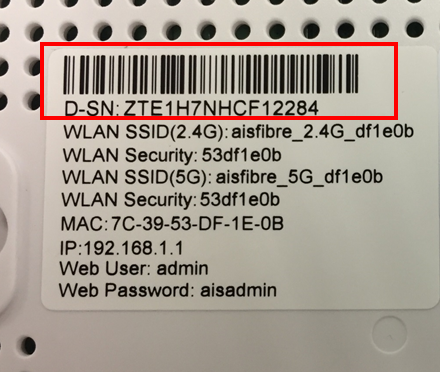 D-SN: ZTE1H7NHCF12284
WLAN SSID(2.4G): aisfibre_2.4G_df1e0b
WLAN Security: 53df1e0b
WLAN SSID(5G): aisfibre_5G_df1e0b
WLAN Security: 53df1e0b
MAC: 7C-39-53-DF-1E-0B
IP:192.168.1.1
Web User: admin
Web Password: aisadmin